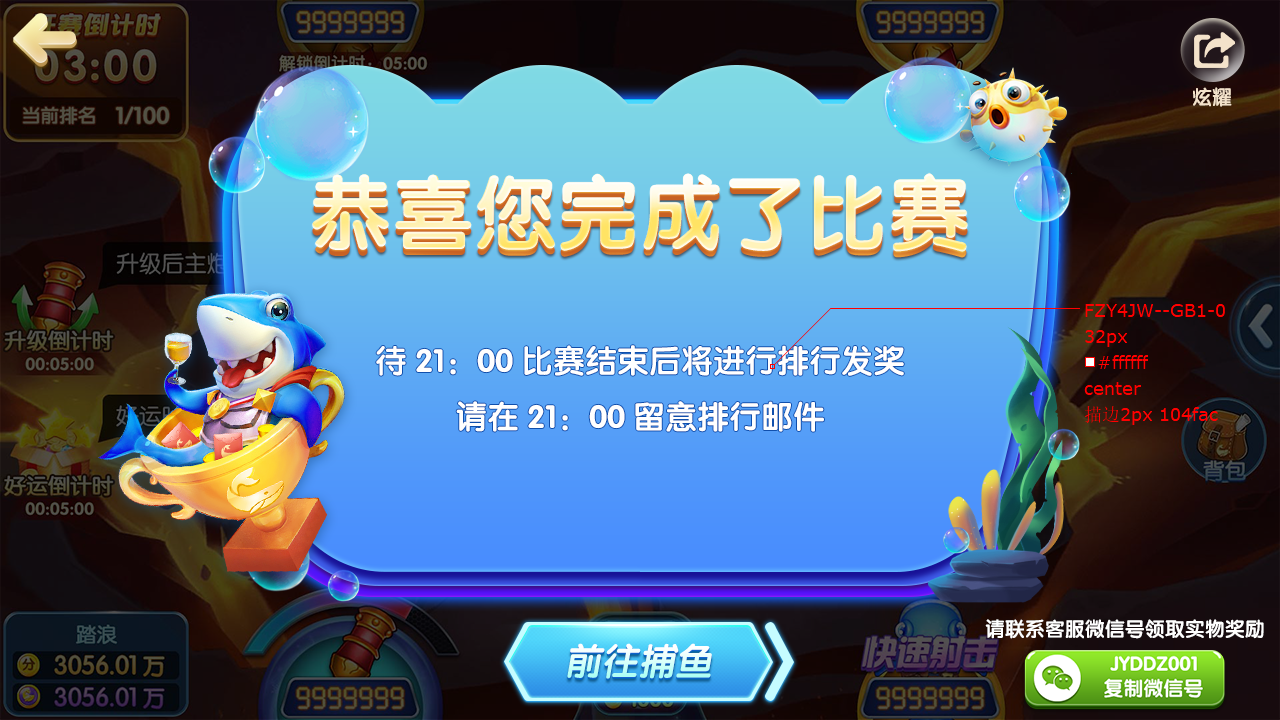 9999999
9999999
赛倒计时
03:00
解锁倒计时：05:00
当前排名 1/100
炫耀
恭喜您完成了比赛
升级后主炮
升级倒计时
00:05:00
待 21：00 比赛结束后将进行排行发奖
请在 21：00 留意排行邮件
FZY4JW--GB1-0
32px
#ffffff
center
描边2px 104fac
好运
好运倒计时
00:05:00
背包
踏浪
分 3056.01 万
3056.01 万
9999999
前往捕鱼
快速射击
9999999
请联系客服微信号领取实物奖励
JYDDZ001
复制微信号